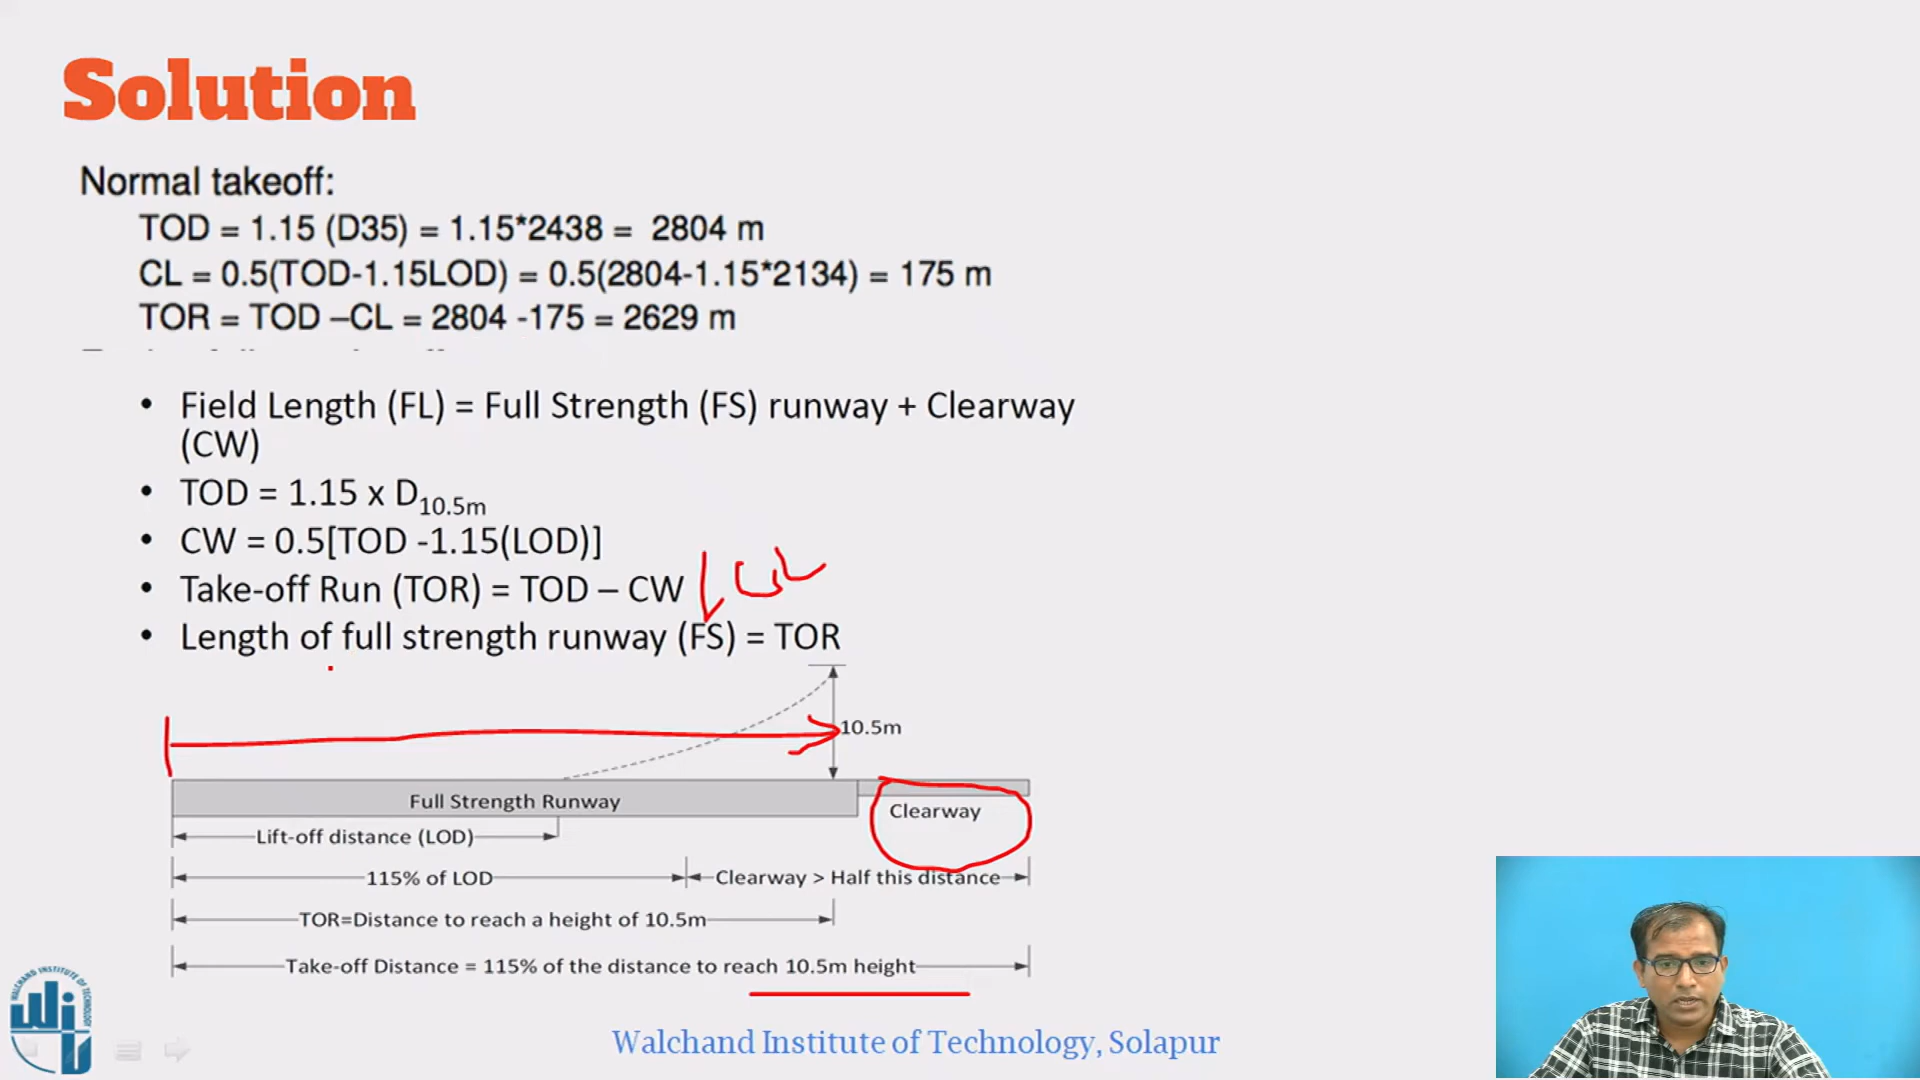 Solution
Normal takeoff:
TOD = 1.15 (D35) = 1.15*2438 = 2804 m
CL = 0.5(TOD-1.15LOD) = 0.5(2804-1.15*2134) = 175 m
TOR = TOD –CL = 2804 -175 = 2629 m
• Field Length (FL) = Full Strength (FS) runway + Clearway
(CW)
• TOD = 1.15 x D10.5m
• CW = 0.5[TOD -1.15(LOD)]
• Take-off Run (TOR) = TOD – CW
• Length of full strength runway (FS) = TOR
10.5m
Full Strength Runway
Clearway
Lift-off distance (LOD)
115% of LOD
Clearway > Half this distance
TOR=Distance to reach a height of 10.5m
Take-off Distance = 115% of the distance to reach 10.5m height
WALCHAND INSTITUTE OF TECHNOLOGY
Walchand Institute of Technology, Solapur